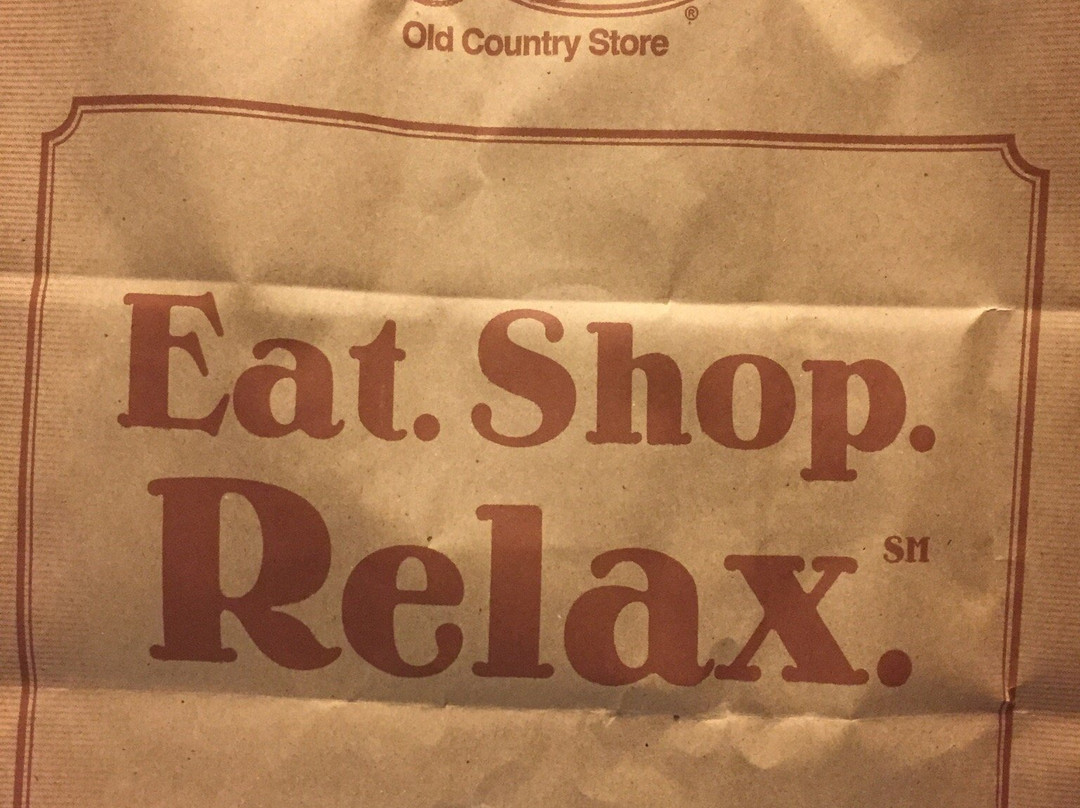 ®
Old Country Store
Eat. Shop.
Relax.℠